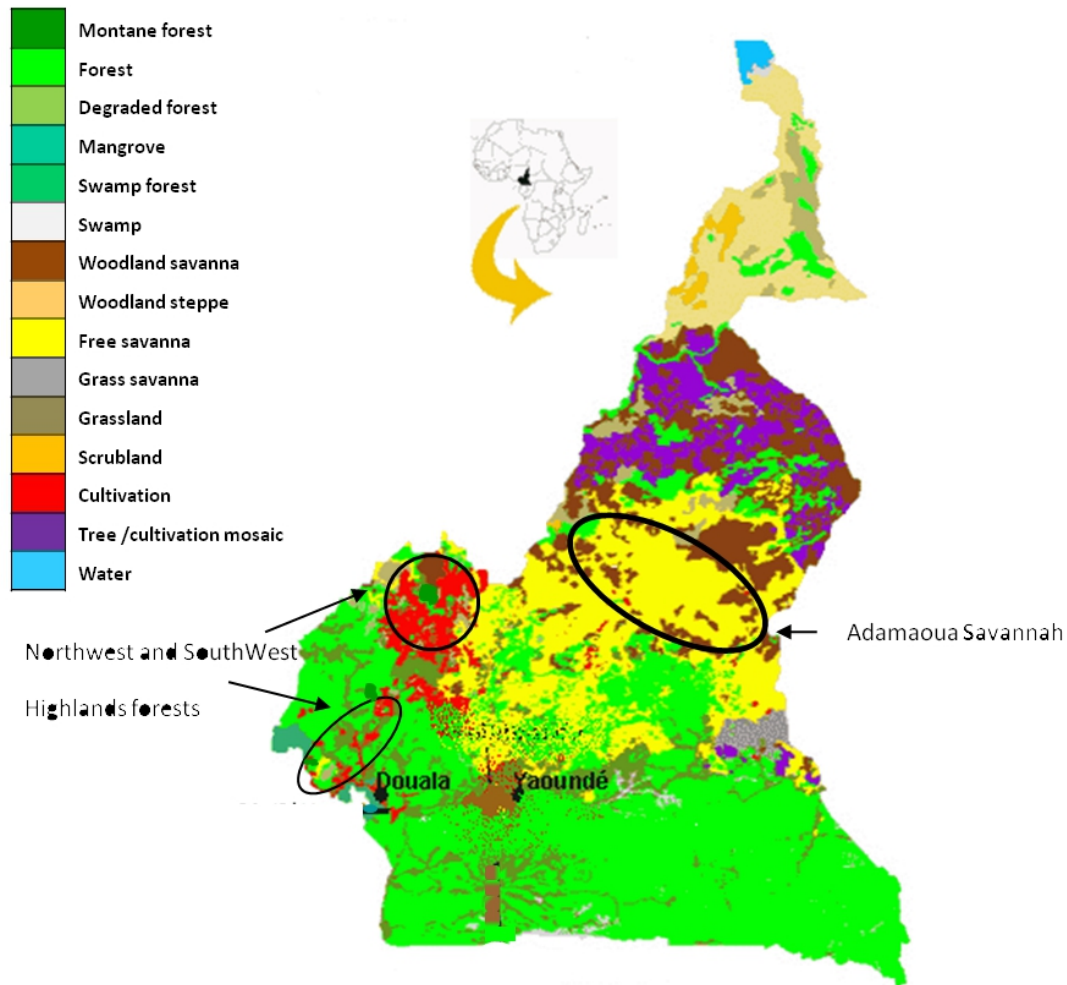 Montane forest
Forest
Degraded forest
Mangrove
Swamp forest
Swamp
Woodland savanna
Woodland steppe
Free savanna
Grass savanna
Grassland
Scrubland
Cultivation
Tree /cultivation mosaic
Water
Adamaoua Savannah
Northwest and SouthWest
Highlands forests
Douala
Yaoundé